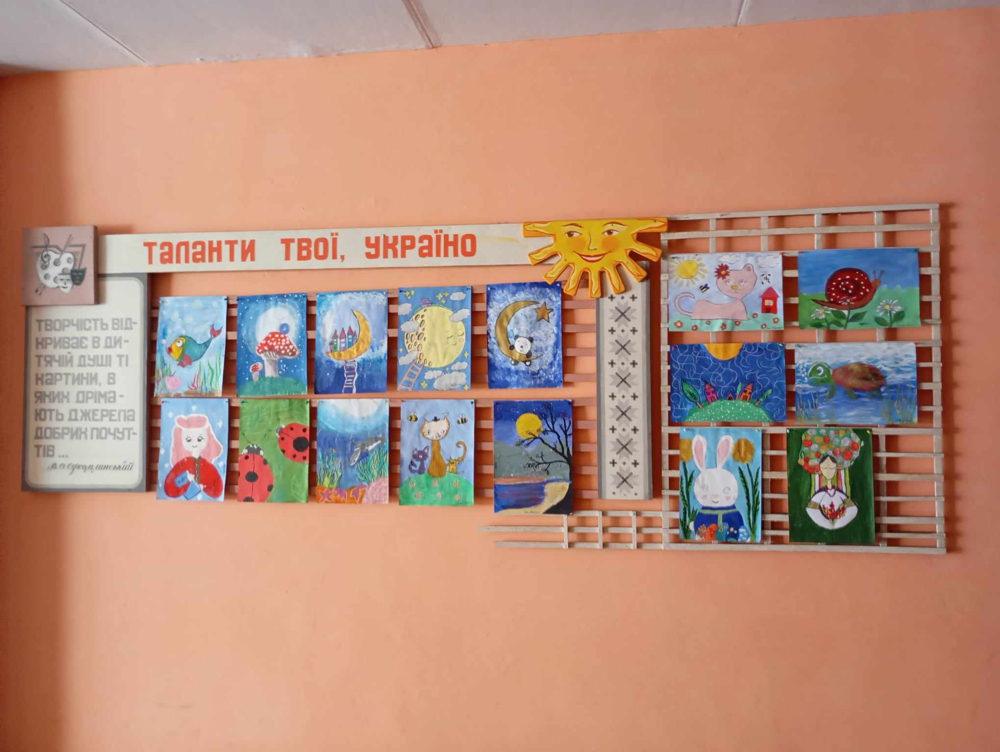 Таланти твої, Україно
Творчість від-
криває в ди-
тячій душі ті
картини, в
яких дріма-
ють джерела
добрих почут-
тів...
В.О.Сухомлинський